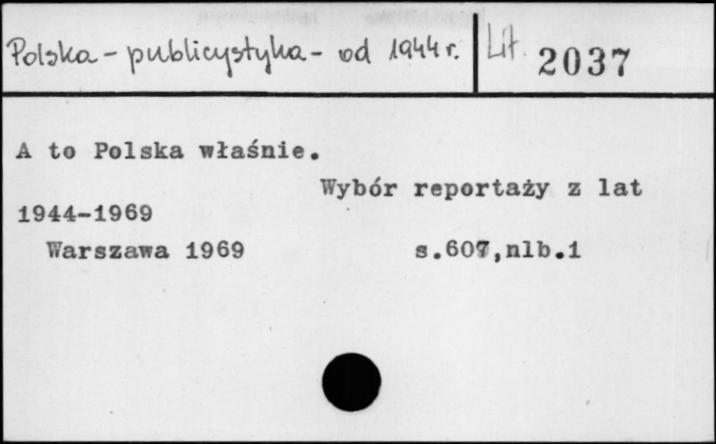 Polska - publicystyka - od 1944 r. Lit. 2037
A to Polska właśnie.
Wybór reportaży z lat
1944-1969
Warszawa 1969 s.607,nlb.1